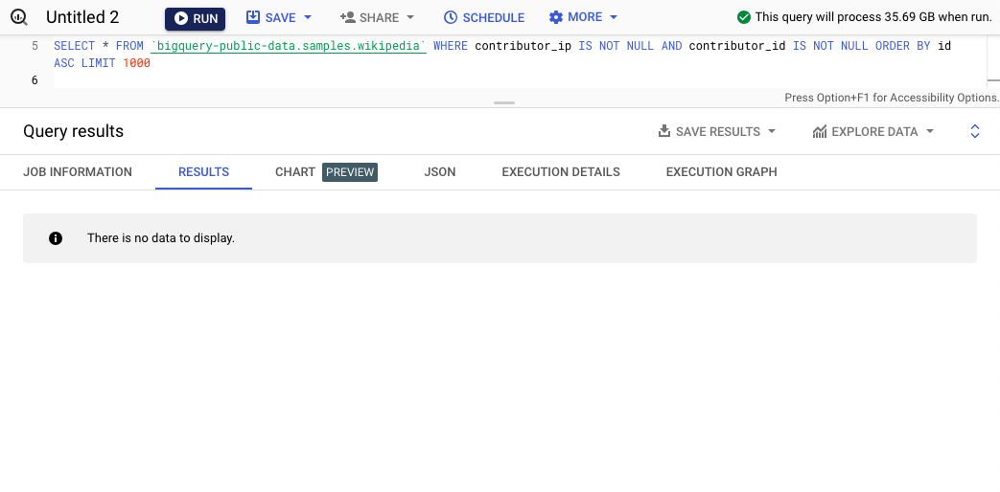 Untitled 2 RUN SAVE SHARE SCHEDULE MORE This query will process 35.69 GB when run.
5 SELECT * FROM `bigquery-public-data.samples.wikipedia` WHERE contributor_ip IS NOT NULL AND contributor_id IS NOT NULL ORDER BY id
ASC LIMIT 1000
6
Press Option+F1 for Accessibility Options.
Query results SAVE RESULTS EXPLORE DATA
JOB INFORMATION RESULTS CHART PREVIEW JSON EXECUTION DETAILS EXECUTION GRAPH
There is no data to display.